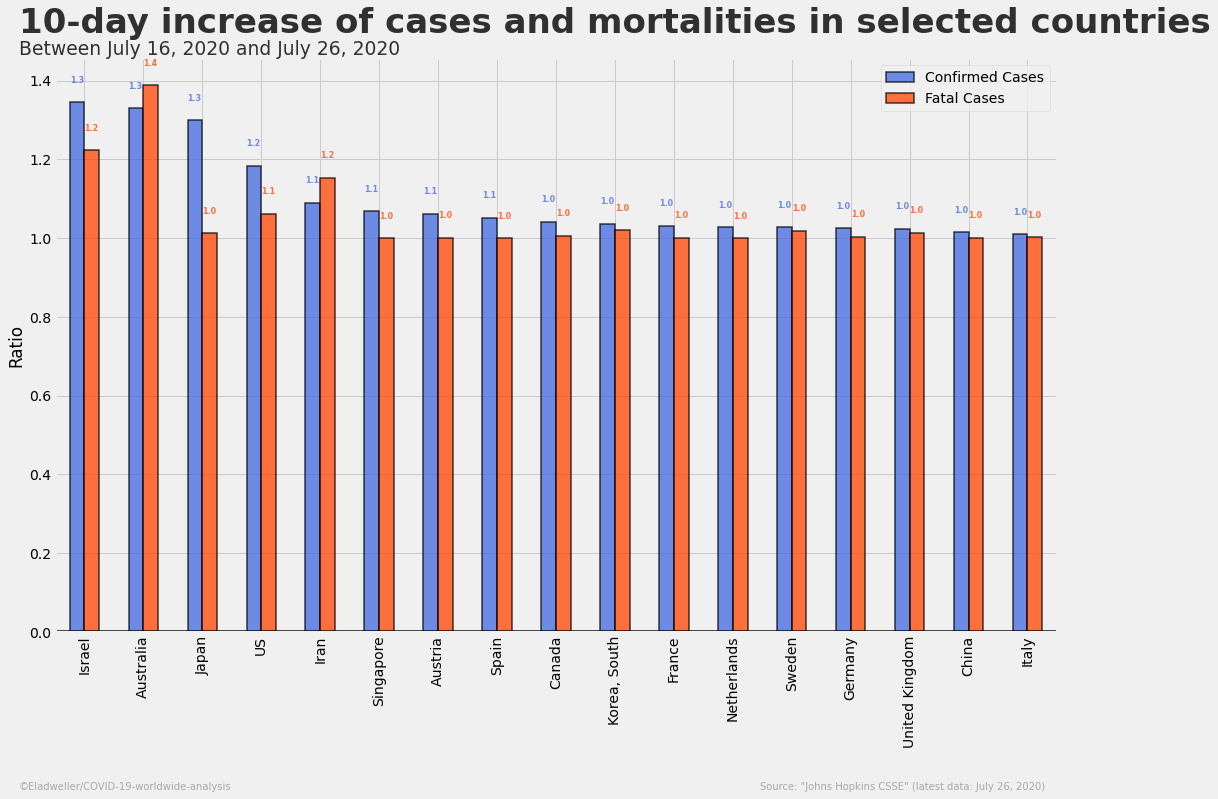 10-day increase of cases and mortalities in selected countries
Between July 16, 2020 and July 26, 2020
Confirmed Cases
Fatal Cases
Ratio
1.4
1.2
1.0
0.8
0.6
0.4
0.2
0.0
1.3 1.2
1.3 1.4
1.3 1.0
1.2 1.1
1.1 1.2
1.1 1.0
1.1 1.0
1.1 1.0
1.0 1.0
1.0 1.0
1.0 1.0
1.0 1.0
1.0 1.0
1.0 1.0
1.0 1.0
1.0 1.0
1.0 1.0
Israel
Australia
Japan
US
Iran
Singapore
Austria
Spain
Canada
Korea, South
France
Netherlands
Sweden
Germany
United Kingdom
China
Italy
©Eladweller/COVID-19-worldwide-analysis
Source: "Johns Hopkins CSSE" (latest data: July 26, 2020)